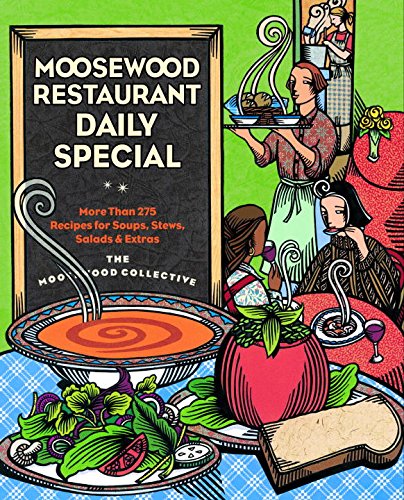 MOOSEWOOD
RESTAURANT
DAILY
SPECIAL
More Than 275
Recipes for Soups, Stews,
Salads & Extras
THE
MOOSEWOOD COLLECTIVE